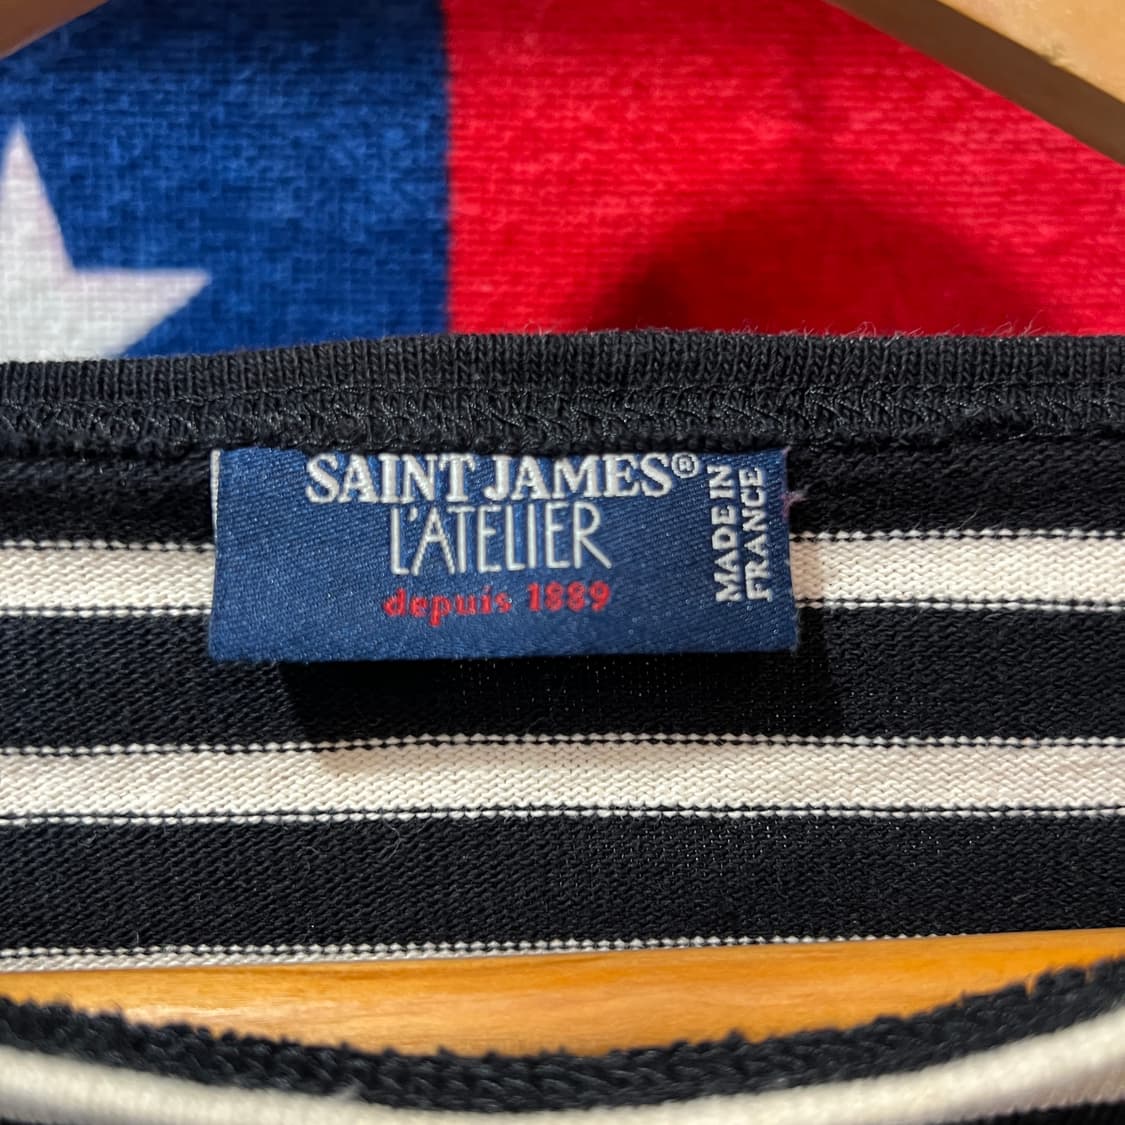 SAINT JAMES®
L'ATELIER
depuis 1889
MADE IN
FRANCE